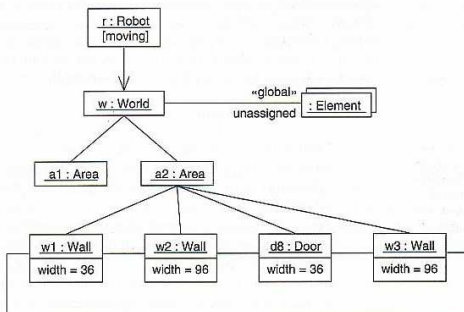 r : Robot
[moving]
«global»
w : World
unassigned
: Element
a1 : Area
a2 : Area
w1 : Wall
w2 : Wall
d8 : Door
w3 : Wall
width = 36
width = 96
width = 36
width = 96